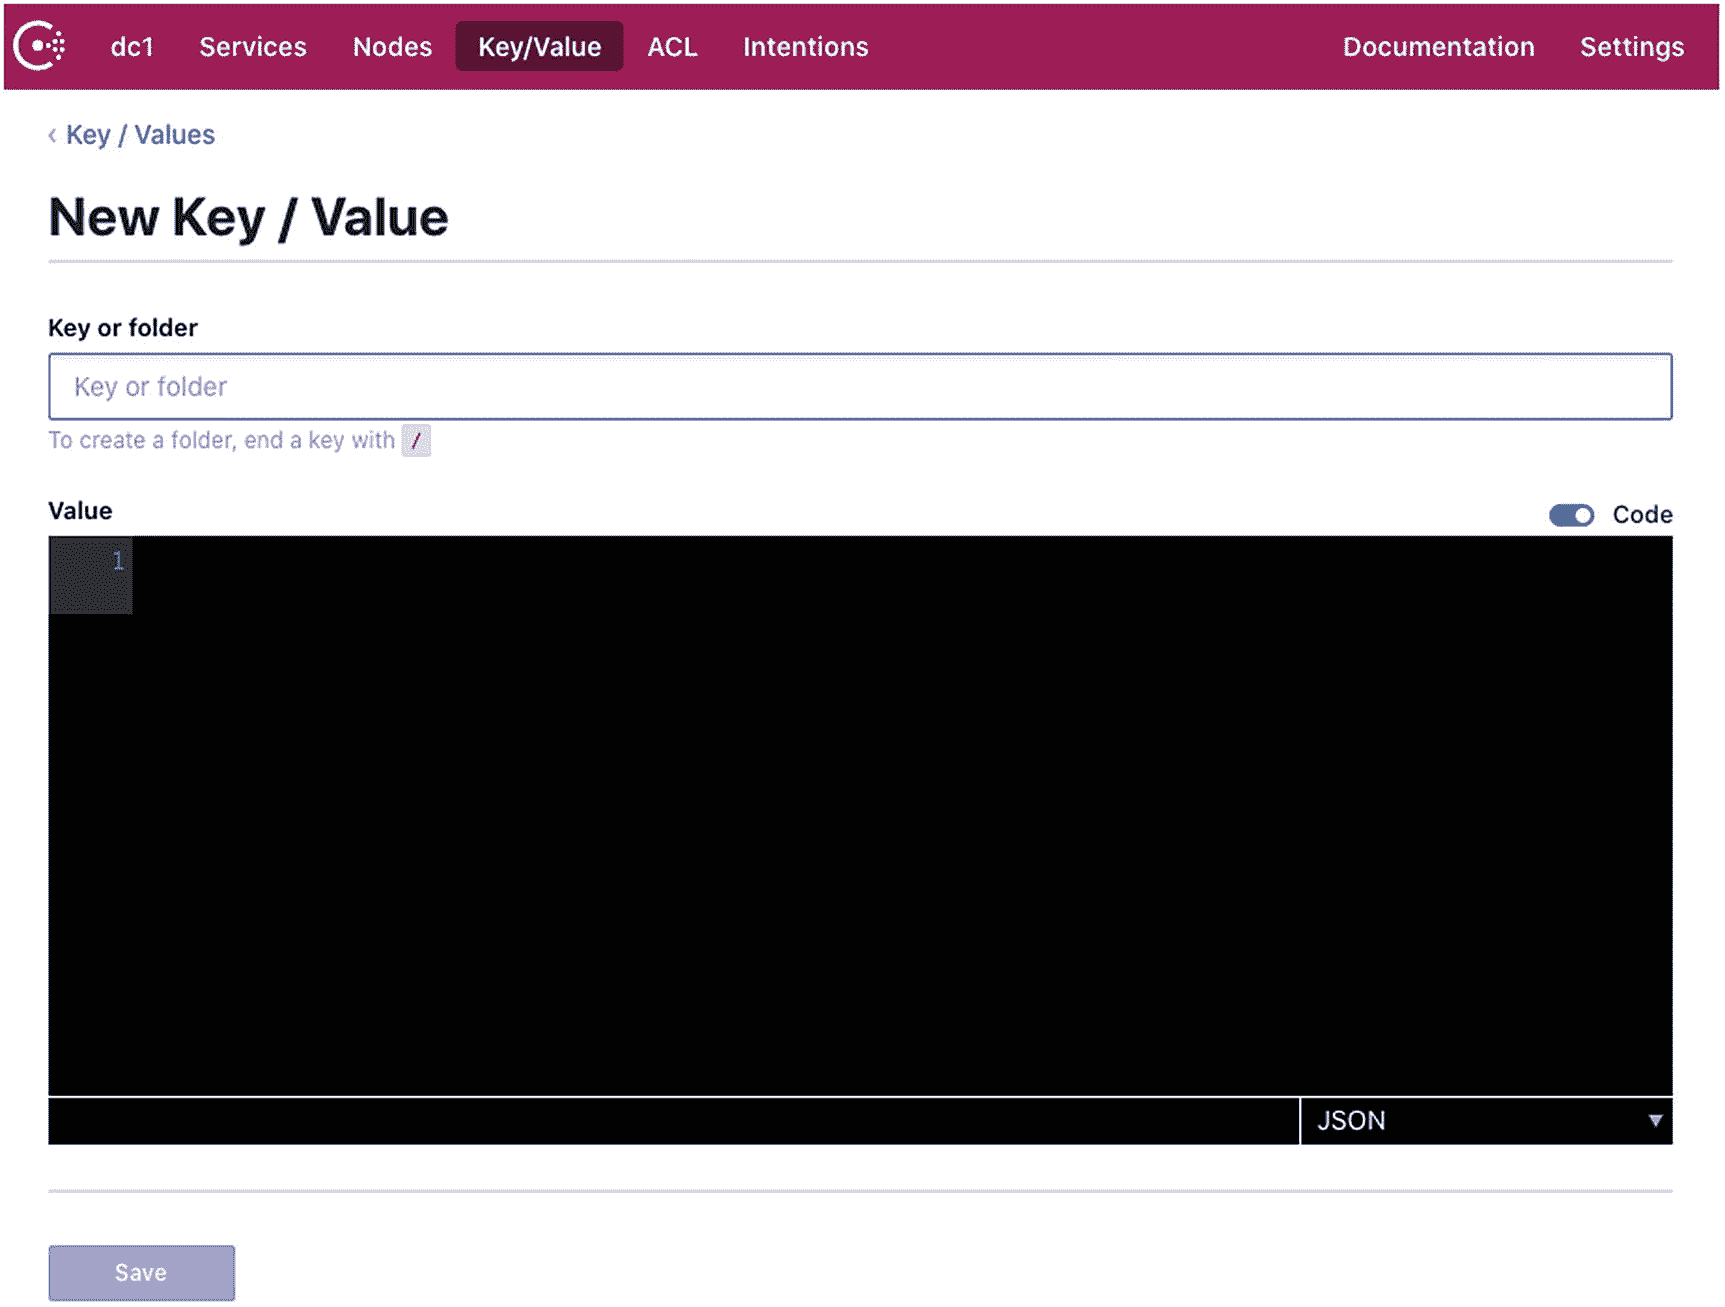 dc1 Services Nodes Key/Value ACL Intentions Documentation Settings
‹ Key / Values
New Key / Value
Key or folder
Key or folder
To create a folder, end a key with /
Value Code
1
JSON
Save